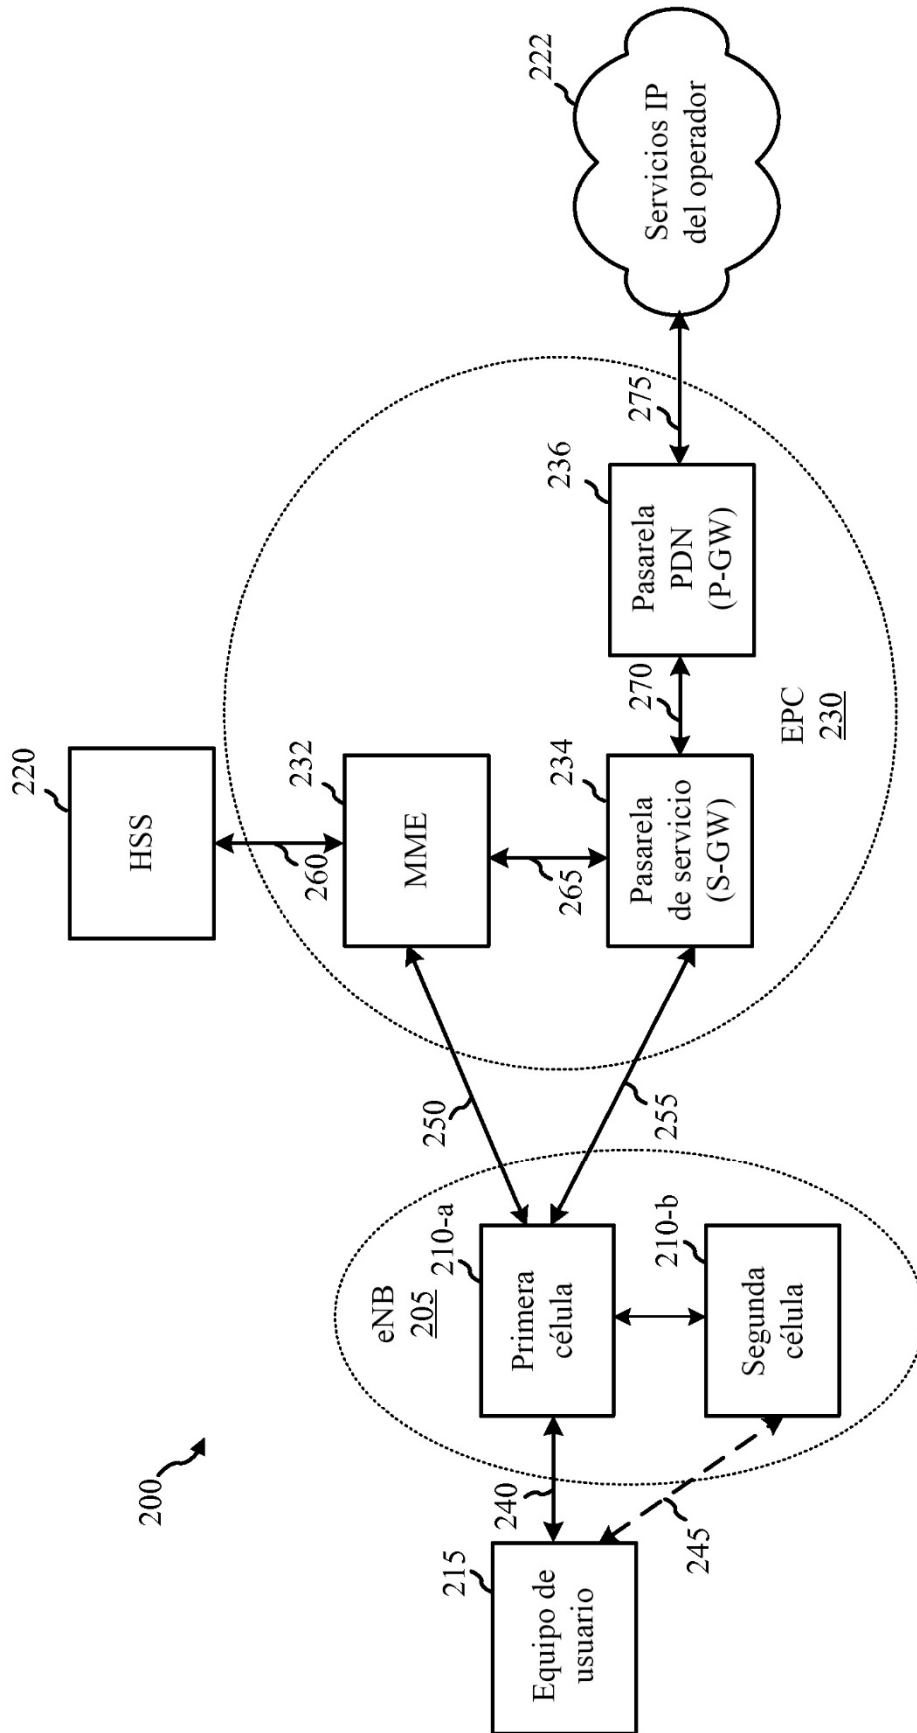 200
215
Equipo de
usuario
240
245
eNB
205
210-a
Primera
célula
210-b
Segunda
célula
250
255
220
HSS
260
232
MME
265
234
Pasarela
de servicio
(S-GW)
270
236
Pasarela
PDN
(P-GW)
EPC
230
275
222
Servicios IP
del operador